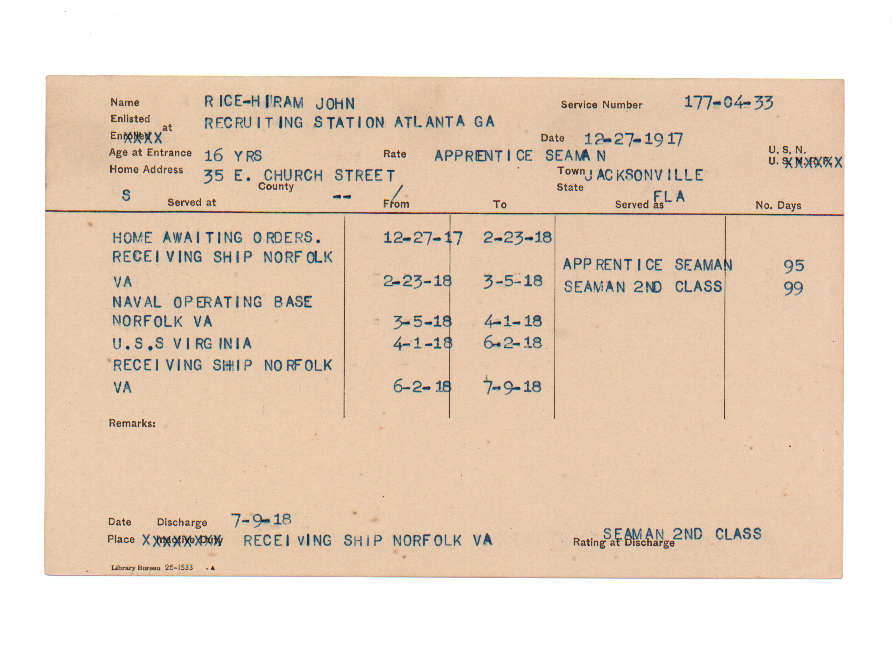 Name RICE-HIRAM JOHN Service Number 177-04-33
Enlisted at RECRUITING STATION ATLANTA GA
Enrolled XXXX Date 12-27-1917
Age at Entrance 16 YRS Rate APPRENTICE SEAMAN U. S. N.
U. S. N. R. F. XXXXXX
Home Address 35 E. CHURCH STREET Town JACKSONVILLE
S County -- / State FLA
Served at From To Served as No. Days
HOME AWAITING ORDERS. 12-27-17 2-23-18
RECEIVING SHIP NORFOLK
APPRENTICE SEAMAN 95
VA 2-23-18 3-5-18
SEAMAN 2ND CLASS 99
NAVAL OPERATING BASE
NORFOLK VA 3-5-18 4-1-18
U.S.S VIRGINIA 4-1-18 6-2-18
RECEIVING SHIP NORFOLK
VA 6-2-18 7-9-18
Remarks:
Date Discharge 7-9-18
Place XXXXXXXX Inactive Duty RECEIVING SHIP NORFOLK VA SEAMAN 2ND CLASS
Rating at Discharge
Library Bureau 25-1533 -A